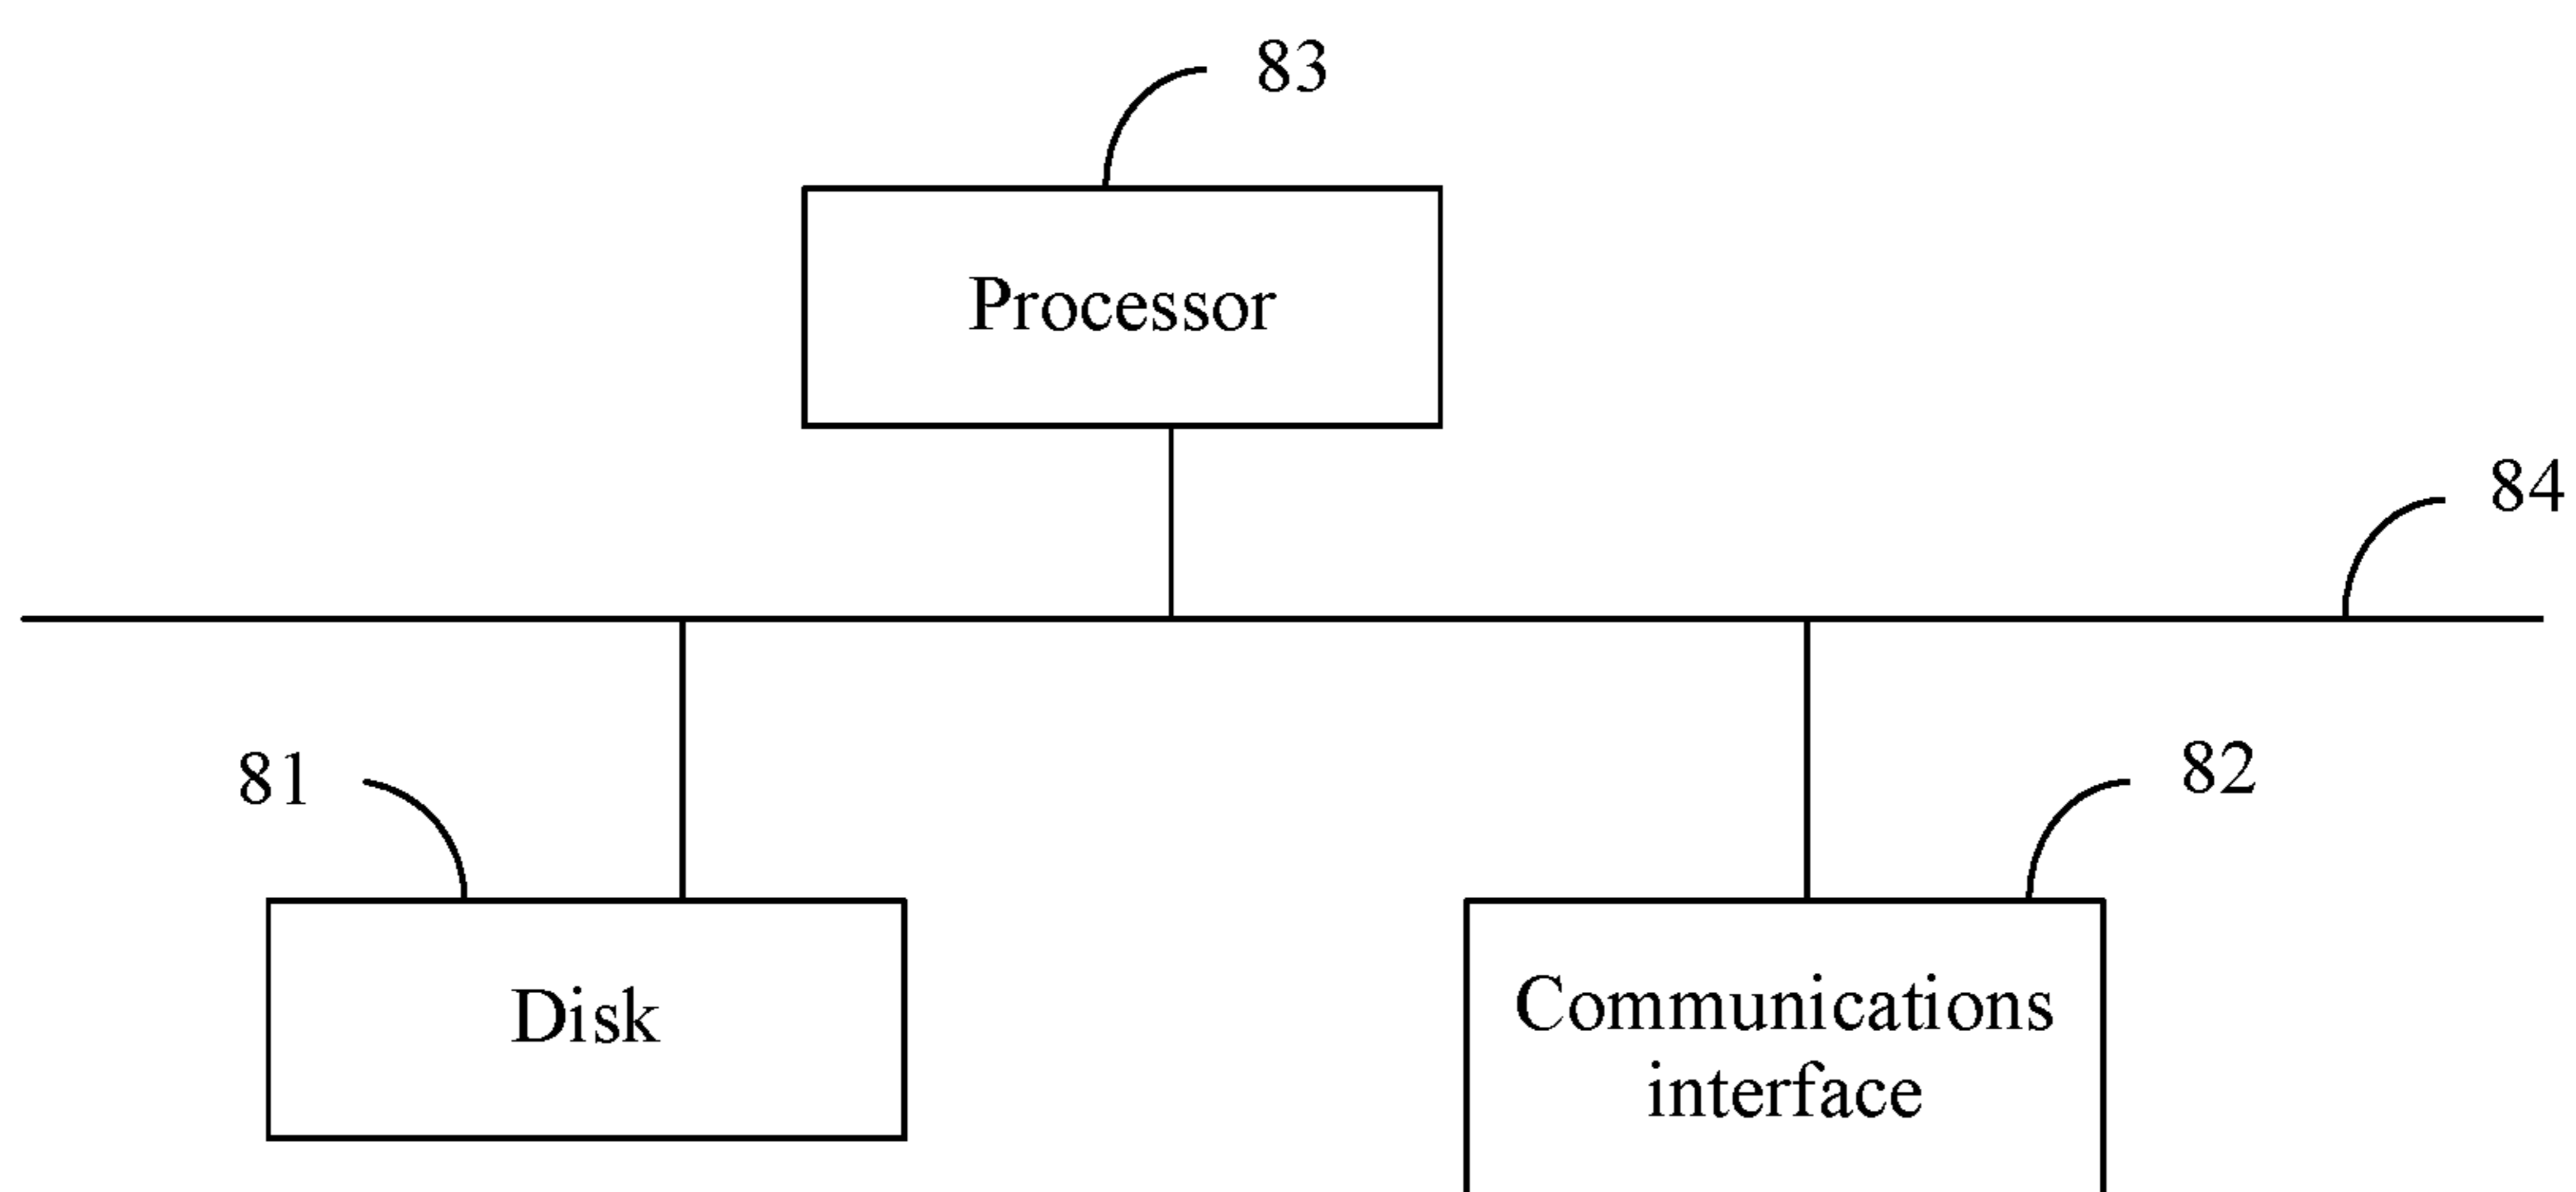 83
Processor
84
81
82
Disk
Communications
interface